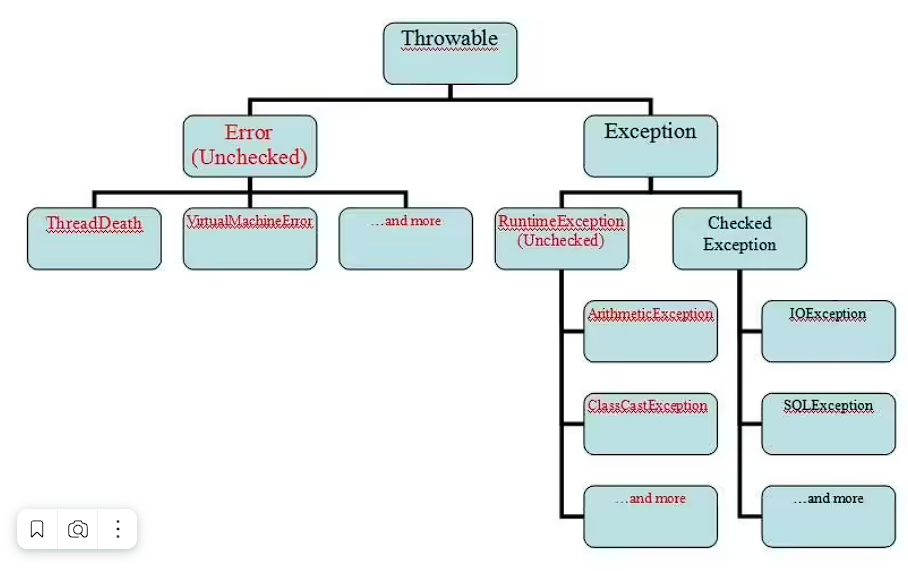 Throwable
Error
(Unchecked)
Exception
ThreadDeath
VirtualMachineError
...and more
RuntimeException
(Unchecked)
Checked
Exception
ArithmeticException
IOException
ClassCastException
SQLException
...and more
...and more